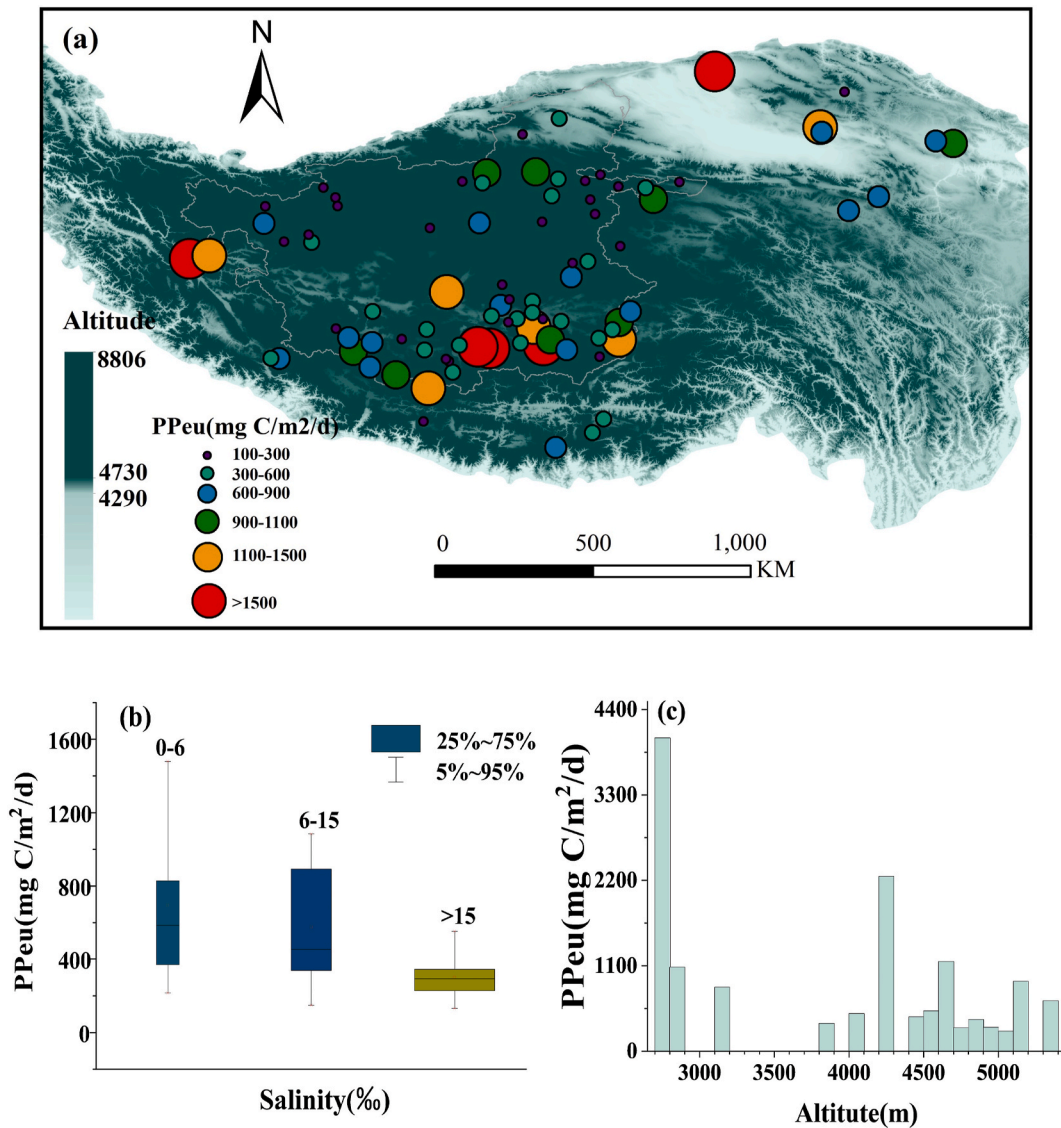 (a)
N
Altitude
8806
4730
4290
PPeu(mg C/m2/d)
100-300
300-600
600-900
900-1100
1100-1500
>1500
0 500 1,000
KM
(b)
0-6
6-15
>15
25%~75%
5%~95%
1600
1200
800
400
0
PPeu(mg C/m²/d)
Salinity(‰)
(c)
4400
3300
2200
1100
0
PPeu(mg C/m²/d)
3000 3500 4000 4500 5000
Altitute(m)